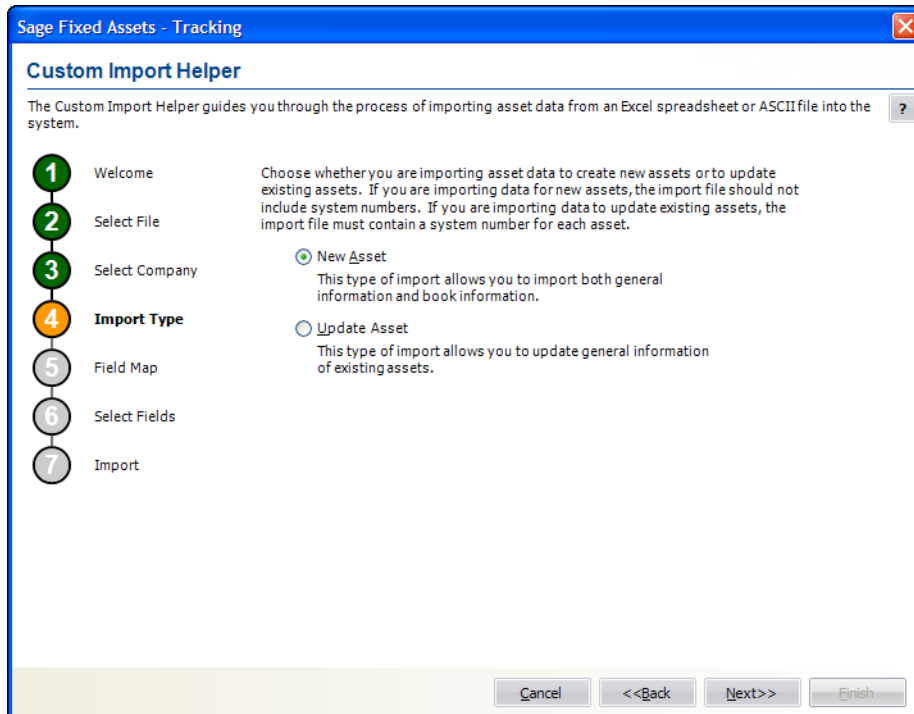 Sage Fixed Assets - Tracking
Custom Import Helper
The Custom Import Helper guides you through the process of importing asset data from an Excel spreadsheet or ASCII file into the
system.
?
1 Welcome
2 Select File
3 Select Company
4 Import Type
5 Field Map
6 Select Fields
7 Import
Choose whether you are importing asset data to create new assets or to update
existing assets. If you are importing data for new assets, the import file should not
include system numbers. If you are importing data to update existing assets, the
import file must contain a system number for each asset.
New Asset
This type of import allows you to import both general
information and book information.
Update Asset
This type of import allows you to update general information
of existing assets.
Cancel <<Back Next>> Finish